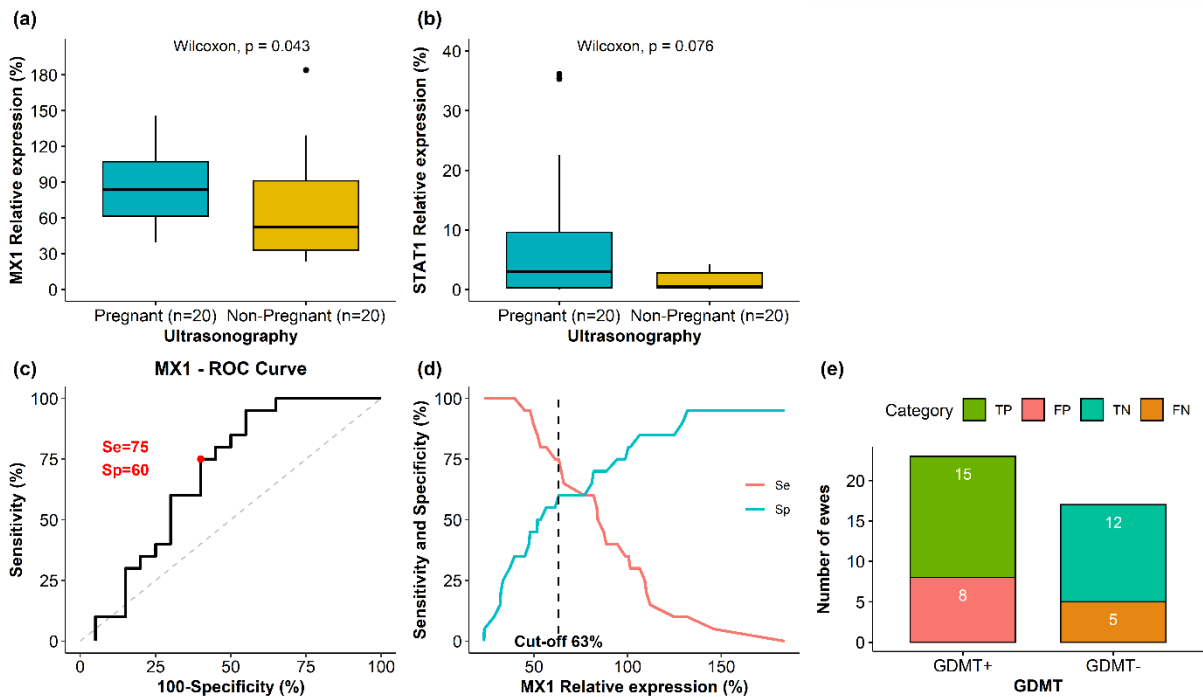 (a)
Wilcoxon, p = 0.043
MX1 Relative expression (%)
180
150
120
90
60
30
0
Pregnant (n=20)
Non-Pregnant (n=20)
Ultrasonography
(b)
Wilcoxon, p = 0.076
STAT1 Relative expression (%)
40
30
20
10
0
Pregnant (n=20)
Non-Pregnant (n=20)
Ultrasonography
(c)
MX1 - ROC Curve
Sensitivity (%)
100
75
50
25
0
Se=75
Sp=60
0
25
50
75
100
100-Specificity (%)
(d)
Sensitivity and Specificity (%)
100
75
50
25
0
Se
Sp
Cut-off 63%
50
100
150
MX1 Relative expression (%)
(e)
Category
TP
FP
TN
FN
Number of ewes
20
15
10
5
0
15
8
12
5
GDMT+
GDMT-
GDMT